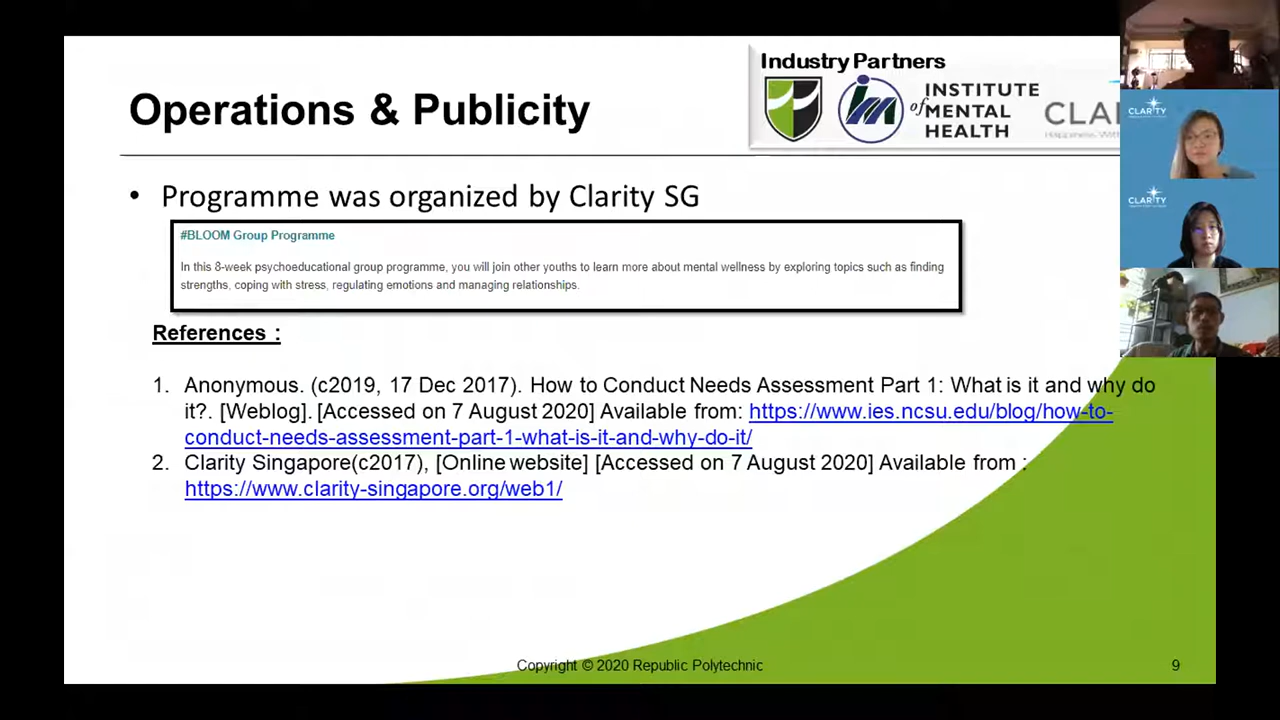 Industry Partners
Operations & Publicity
INSTITUTE
of MENTAL
HEALTH
CLA
CLARITY
CLARITY
• Programme was organized by Clarity SG
#BLOOM Group Programme
In this 8-week psychoeducational group programme, you will join other youths to learn more about mental wellness by exploring topics such as finding
strengths, coping with stress, regulating emotions and managing relationships.
References :
1. Anonymous. (c2019, 17 Dec 2017). How to Conduct Needs Assessment Part 1: What is it and why do
it?. [Weblog]. [Accessed on 7 August 2020] Available from: https://www.ies.ncsu.edu/blog/how-to-
conduct-needs-assessment-part-1-what-is-it-and-why-do-it/
2. Clarity Singapore(c2017), [Online website] [Accessed on 7 August 2020] Available from :
https://www.clarity-singapore.org/web1/
Copyright © 2020 Republic Polytechnic
9